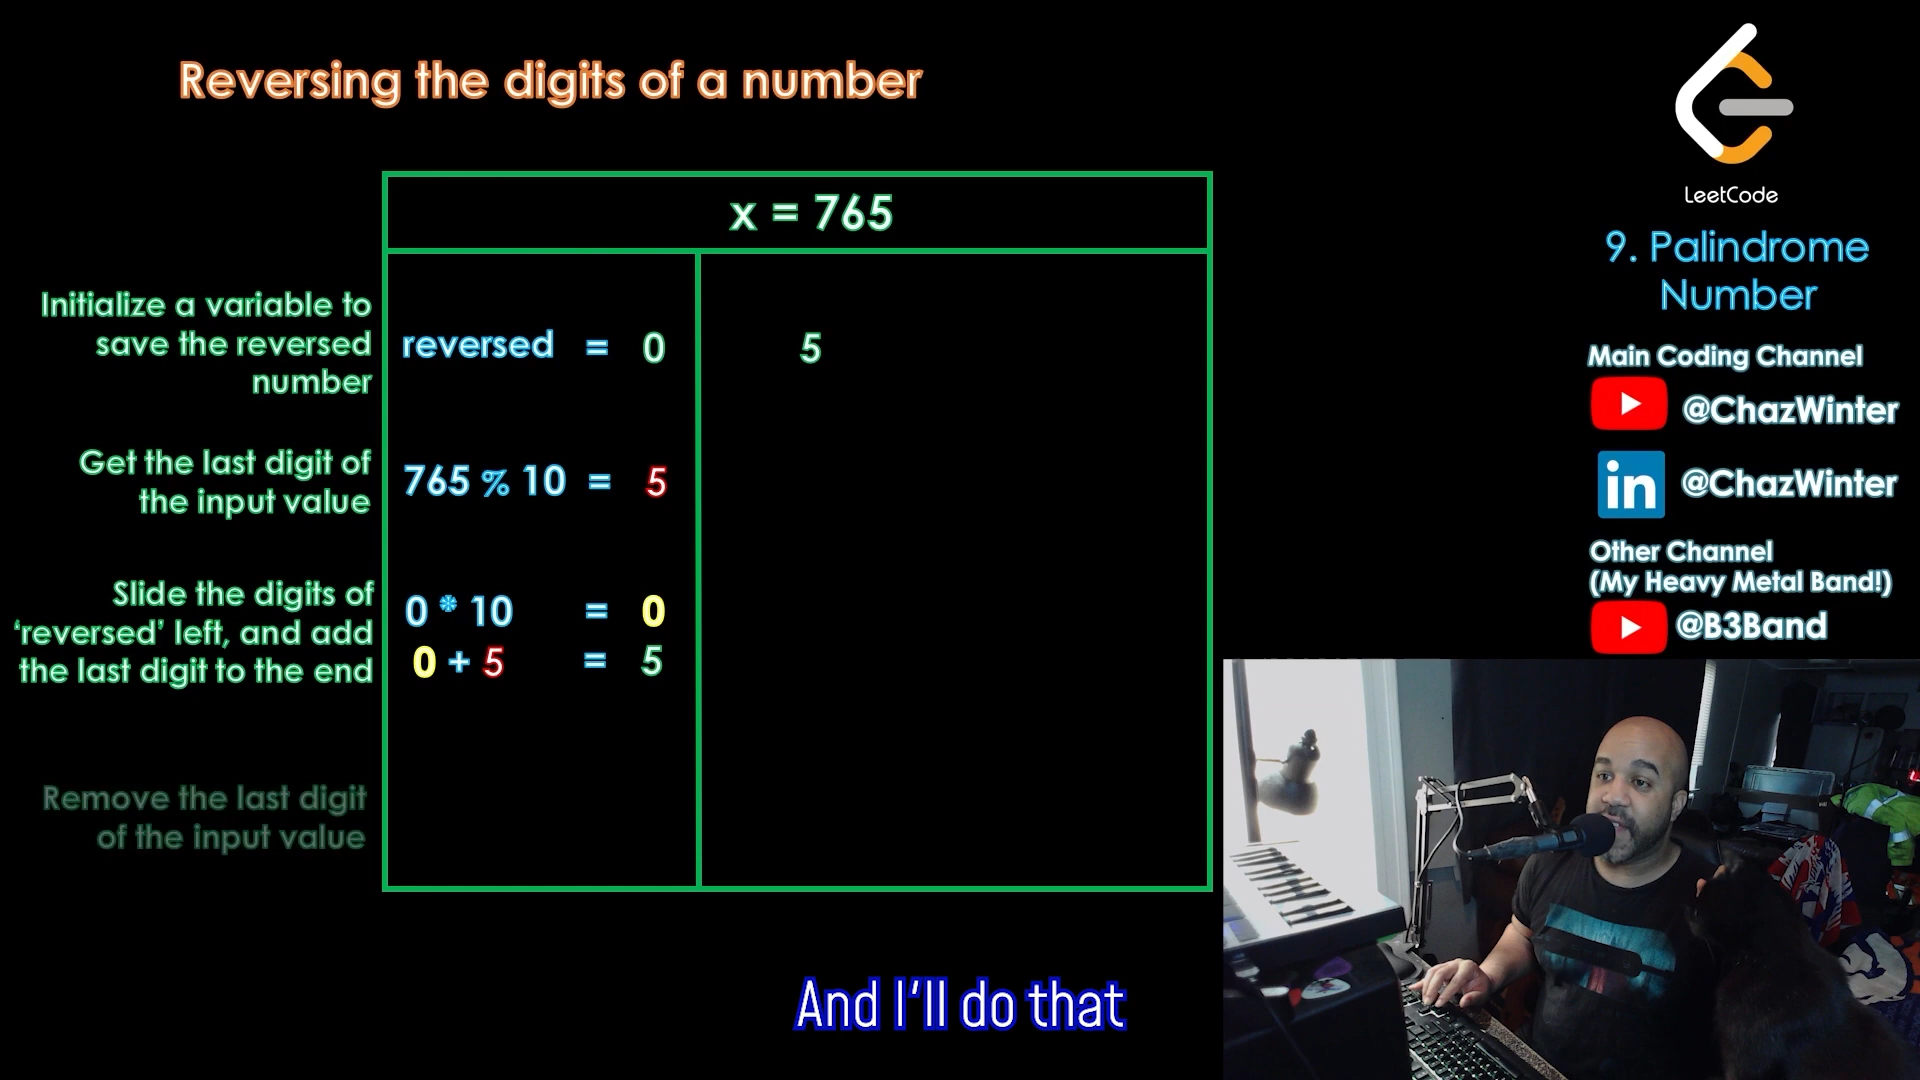 Reversing the digits of a number
x = 765
Initialize a variable to
save the reversed
number
reversed = 0
5
Get the last digit of
the input value
765 % 10 = 5
Slide the digits of
‘reversed’ left, and add
the last digit to the end
0 * 10 = 0
0 + 5 = 5
Remove the last digit
of the input value
And I'll do that
LeetCode
9. Palindrome
Number
Main Coding Channel
@ChazWinter
in
@ChazWinter
Other Channel
(My Heavy Metal Band!)
@B3Band